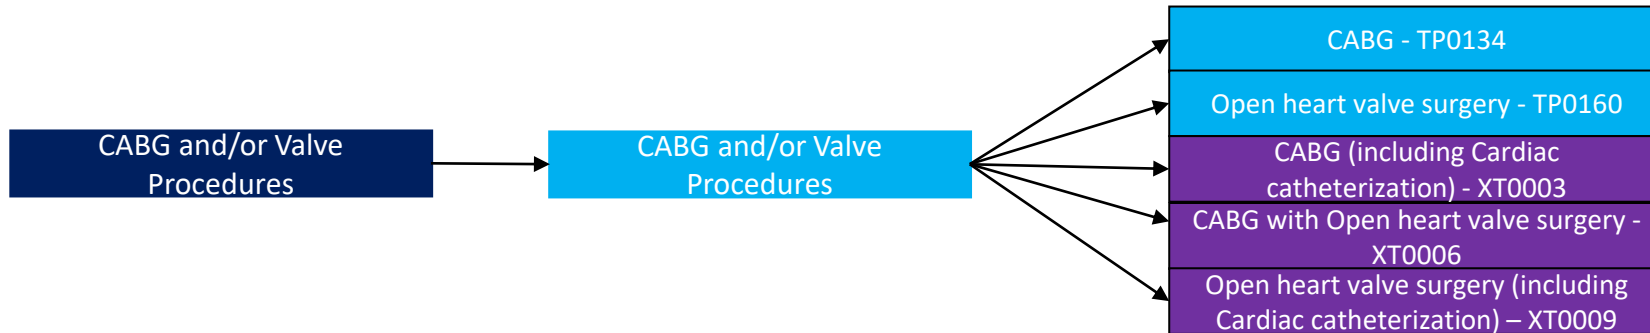 CABG and/or Valve
Procedures
CABG and/or Valve
Procedures
CABG - TP0134
Open heart valve surgery - TP0160
CABG (including Cardiac
catheterization) - XT0003
CABG with Open heart valve surgery -
XT0006
Open heart valve surgery (including
Cardiac catheterization) – XT0009